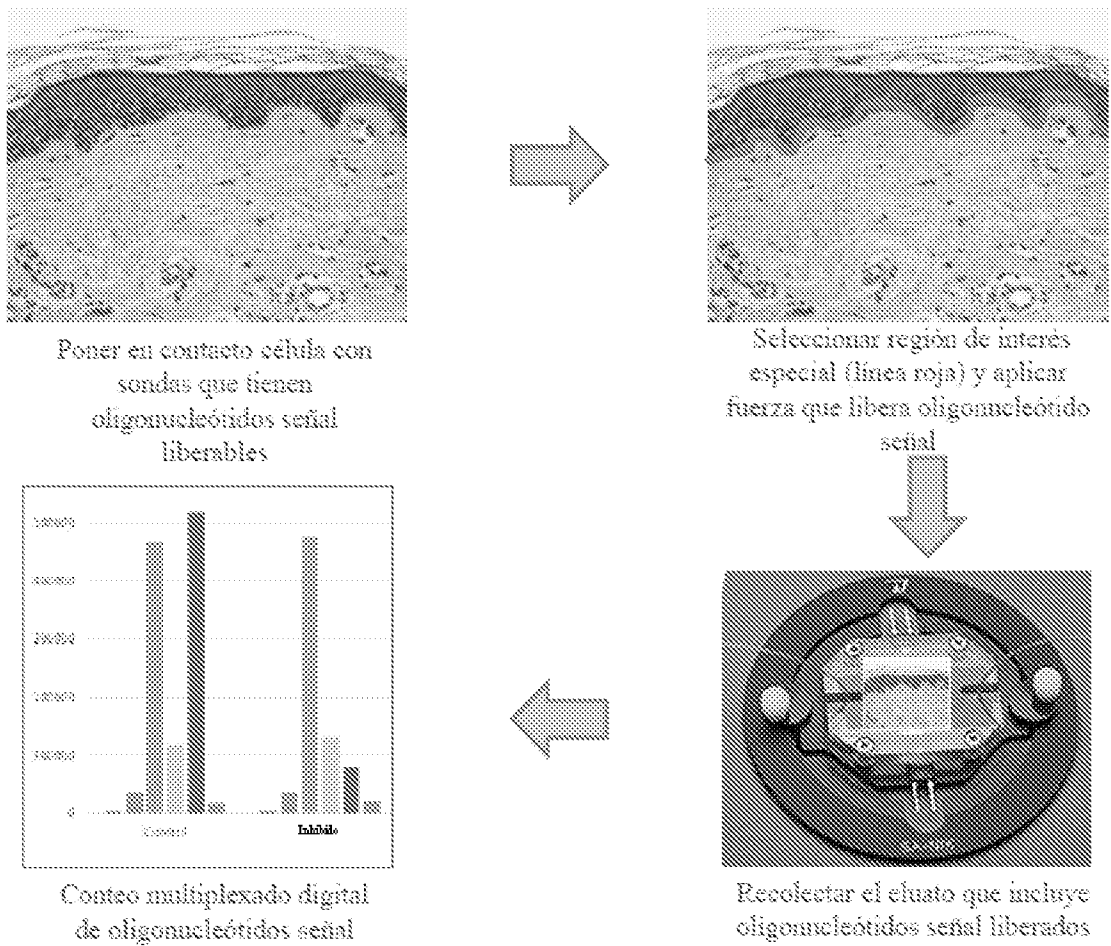 Poner en contacto célula con
sondas que tienen
oligonucleótidos señal
liberables
Seleccionar región de interés
especial (línea roja) y aplicar
fuerza que libera oligonucleótido
señal
Recolectar el eluato que incluye
oligonucleótidos señal liberados
0
Control
Inhibido
Conteo multiplexado digital
de oligonucleótidos señal